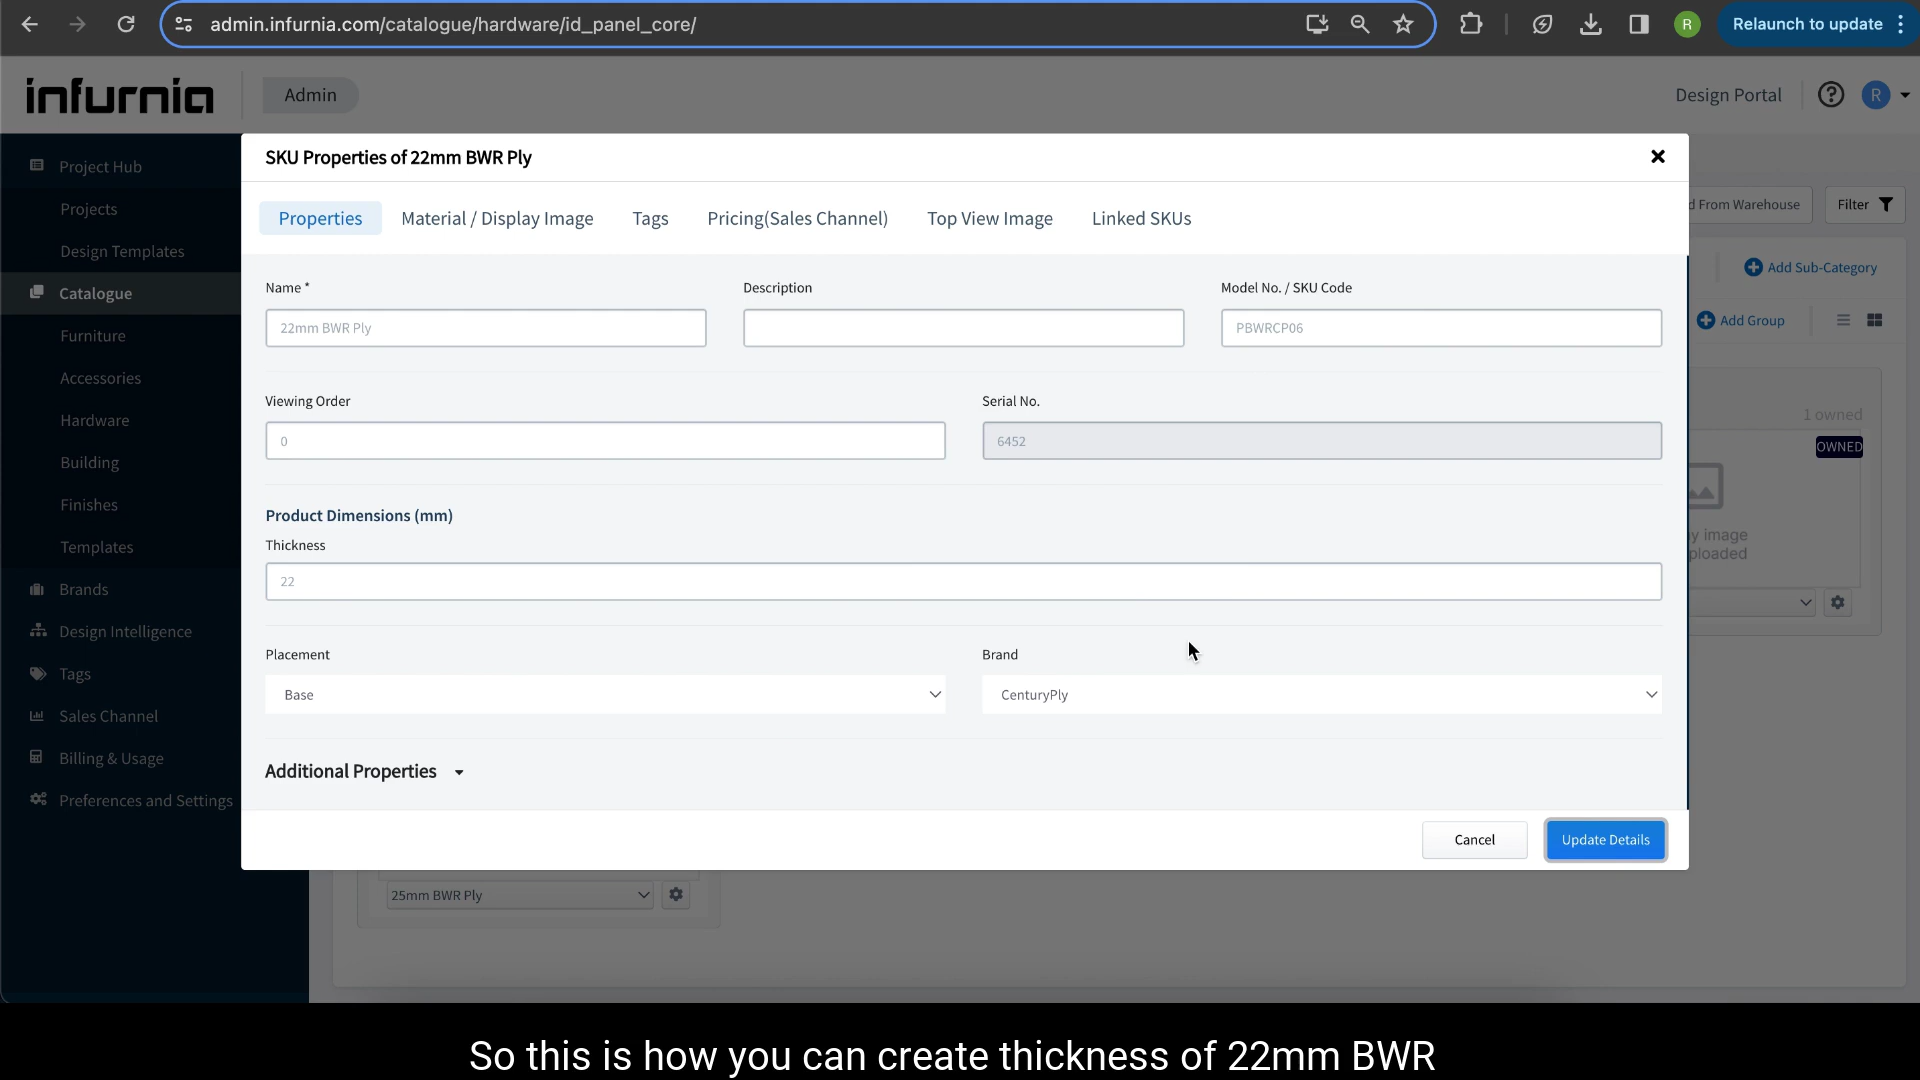 admin.infurnia.com/catalogue/hardware/id_panel_core/
R
Relaunch to update
infurnia
Admin
Design Portal
R
SKU Properties of 22mm BWR Ply
Project Hub
Projects
Design Templates
Catalogue
Furniture
Accessories
Hardware
Building
Finishes
Templates
Brands
Design Intelligence
Tags
Sales Channel
Billing & Usage
Preferences and Settings
Properties
Material / Display Image
Tags
Pricing(Sales Channel)
Top View Image
Linked SKUs
d From Warehouse
Filter
Add Sub-Category
Add Group
1 owned
OWNED
y image
ploaded
Name *
Description
Model No. / SKU Code
22mm BWR Ply
PBWRCP06
Viewing Order
Serial No.
0
6452
Product Dimensions (mm)
Thickness
22
Placement
Brand
Base
CenturyPly
Additional Properties
Cancel
Update Details
25mm BWR Ply
So this is how you can create thickness of 22mm BWR